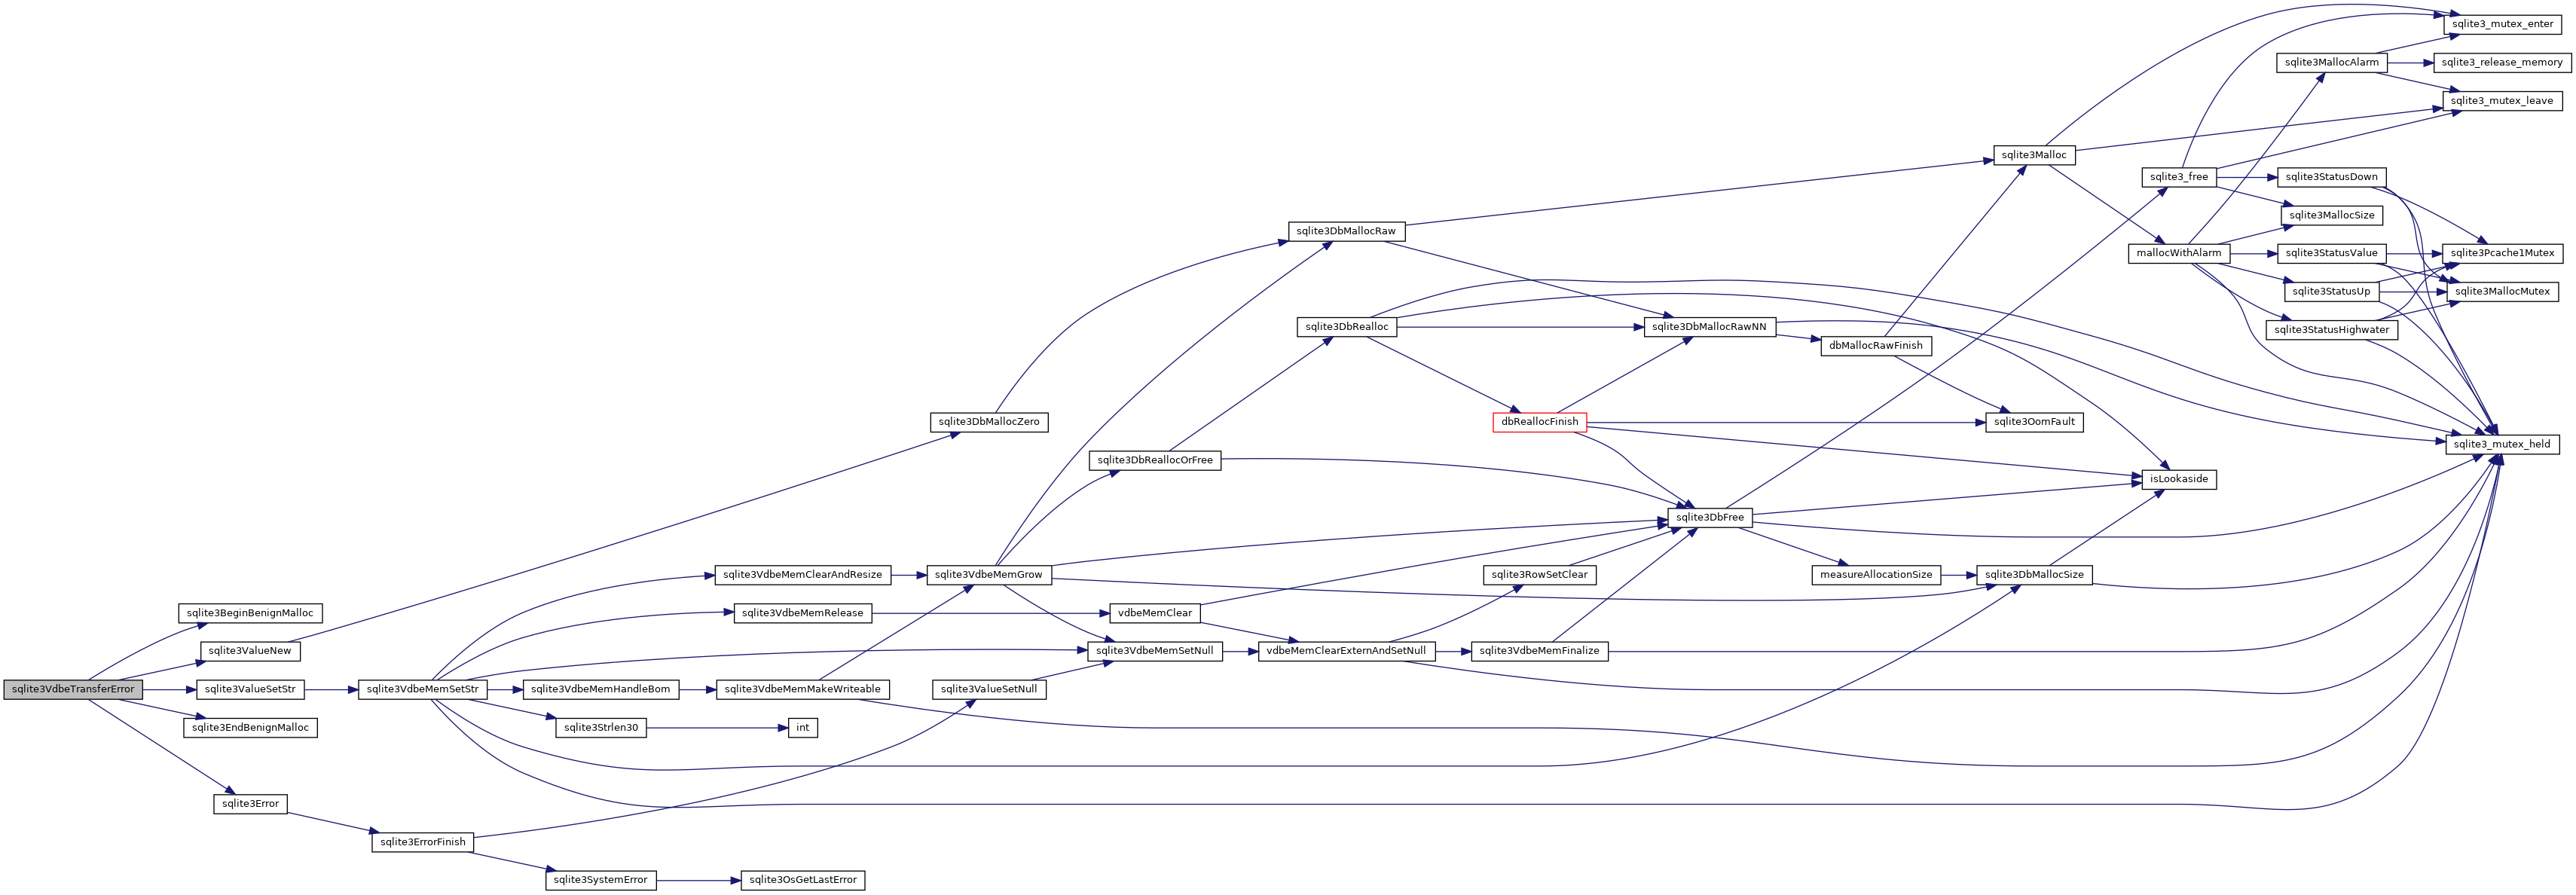 sqlite3_mutex_enter
sqlite3MallocAlarm
sqlite3_release_memory
sqlite3_mutex_leave
sqlite3Malloc
sqlite3_free
sqlite3StatusDown
sqlite3MallocSize
sqlite3DbMallocRaw
mallocWithAlarm
sqlite3StatusValue
sqlite3Pcache1Mutex
sqlite3StatusUp
sqlite3MallocMutex
sqlite3DbRealloc
sqlite3DbMallocRawNN
sqlite3StatusHighwater
dbMallocRawFinish
sqlite3DbMallocZero
dbReallocFinish
sqlite3OomFault
sqlite3_mutex_held
sqlite3DbReallocOrFree
isLookaside
sqlite3DbFree
sqlite3VdbeMemClearAndResize
sqlite3VdbeMemGrow
sqlite3RowSetClear
measureAllocationSize
sqlite3DbMallocSize
sqlite3BeginBenignMalloc
sqlite3VdbeMemRelease
vdbeMemClear
sqlite3ValueNew
sqlite3VdbeMemSetNull
vdbeMemClearExternAndSetNull
sqlite3VdbeMemFinalize
sqlite3VdbeTransferError
sqlite3ValueSetStr
sqlite3VdbeMemSetStr
sqlite3VdbeMemHandleBom
sqlite3VdbeMemMakeWriteable
sqlite3ValueSetNull
sqlite3EndBenignMalloc
sqlite3Strlen30
int
sqlite3Error
sqlite3ErrorFinish
sqlite3SystemError
sqlite3OsGetLastError